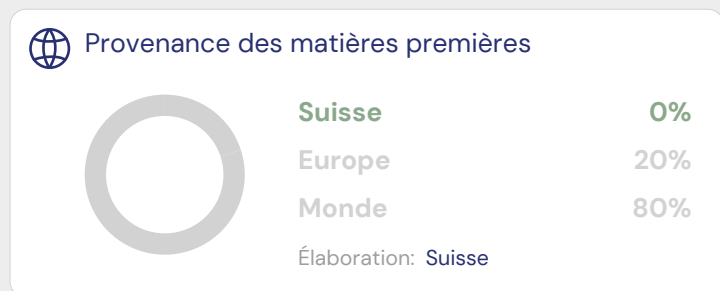 Provenance des matières premières
Suisse 0%
Europe 20%
Monde 80%
Élaboration: Suisse